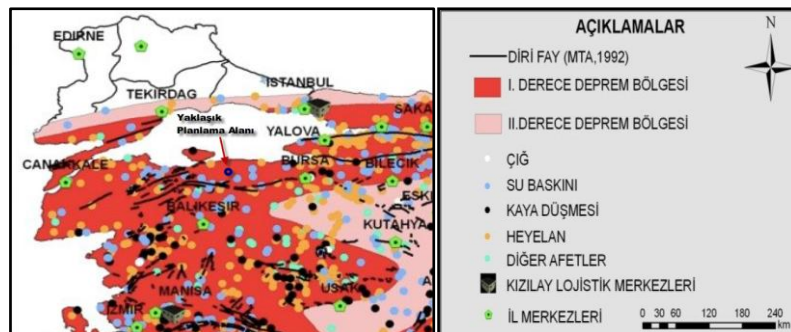 EDIRNE
TEKIRDAG
ISTANBUL
SAKA
Yaklaşık
Planlama Alanı
YALOVA
ÇANAKKALE
BURSA
BILECIK
ESKI
BALIKESIR
KUTAHYA
MANISA
USAK
A
IZMIR
AÇIKLAMALAR
N
DİRİ FAY (MTA,1992)
I. DERECE DEPREM BÖLGESİ
II.DERECE DEPREM BÖLGESİ
ÇIĞ
SU BASKINI
KAYA DÜŞMESİ
HEYELAN
DİĞER AFETLER
KIZILAY LOJİSTİK MERKEZLERİ
İL MERKEZLERİ
0 30 60 120 180 240
km